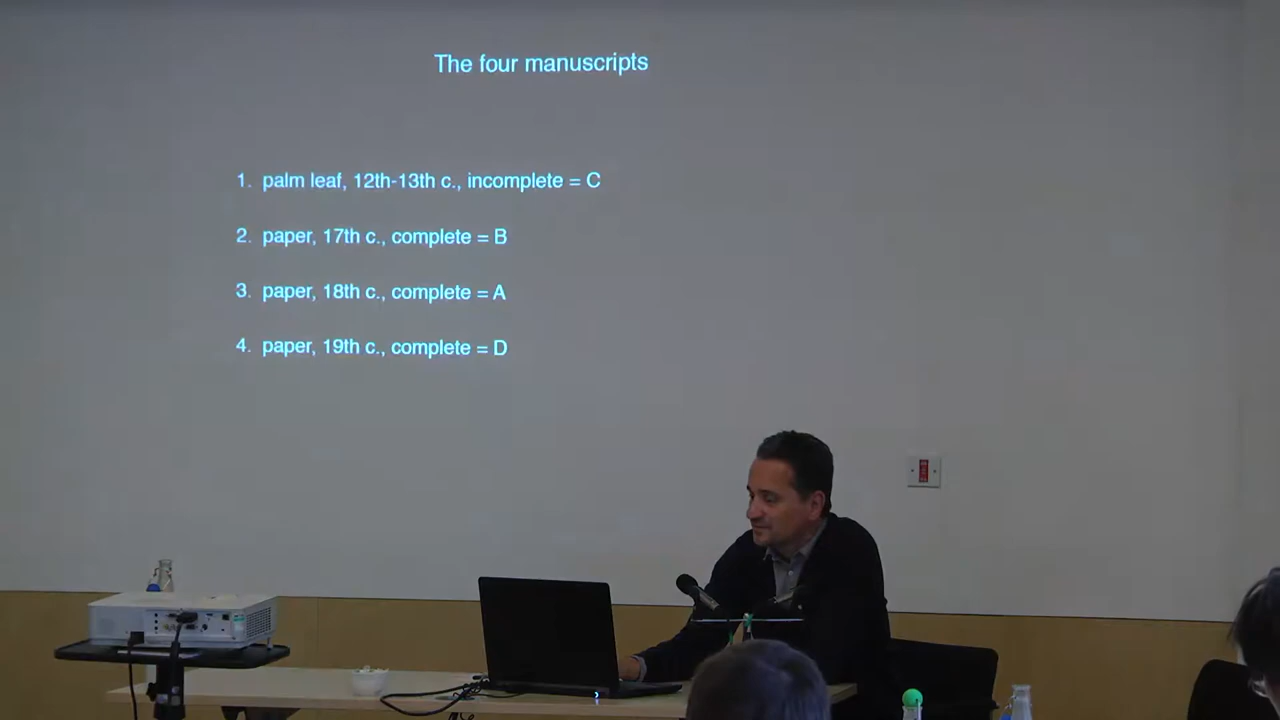 The four manuscripts
1. palm leaf, 12th-13th c., incomplete = C
2. paper, 17th c., complete = B
3. paper, 18th c., complete = A
4. paper, 19th c., complete = D